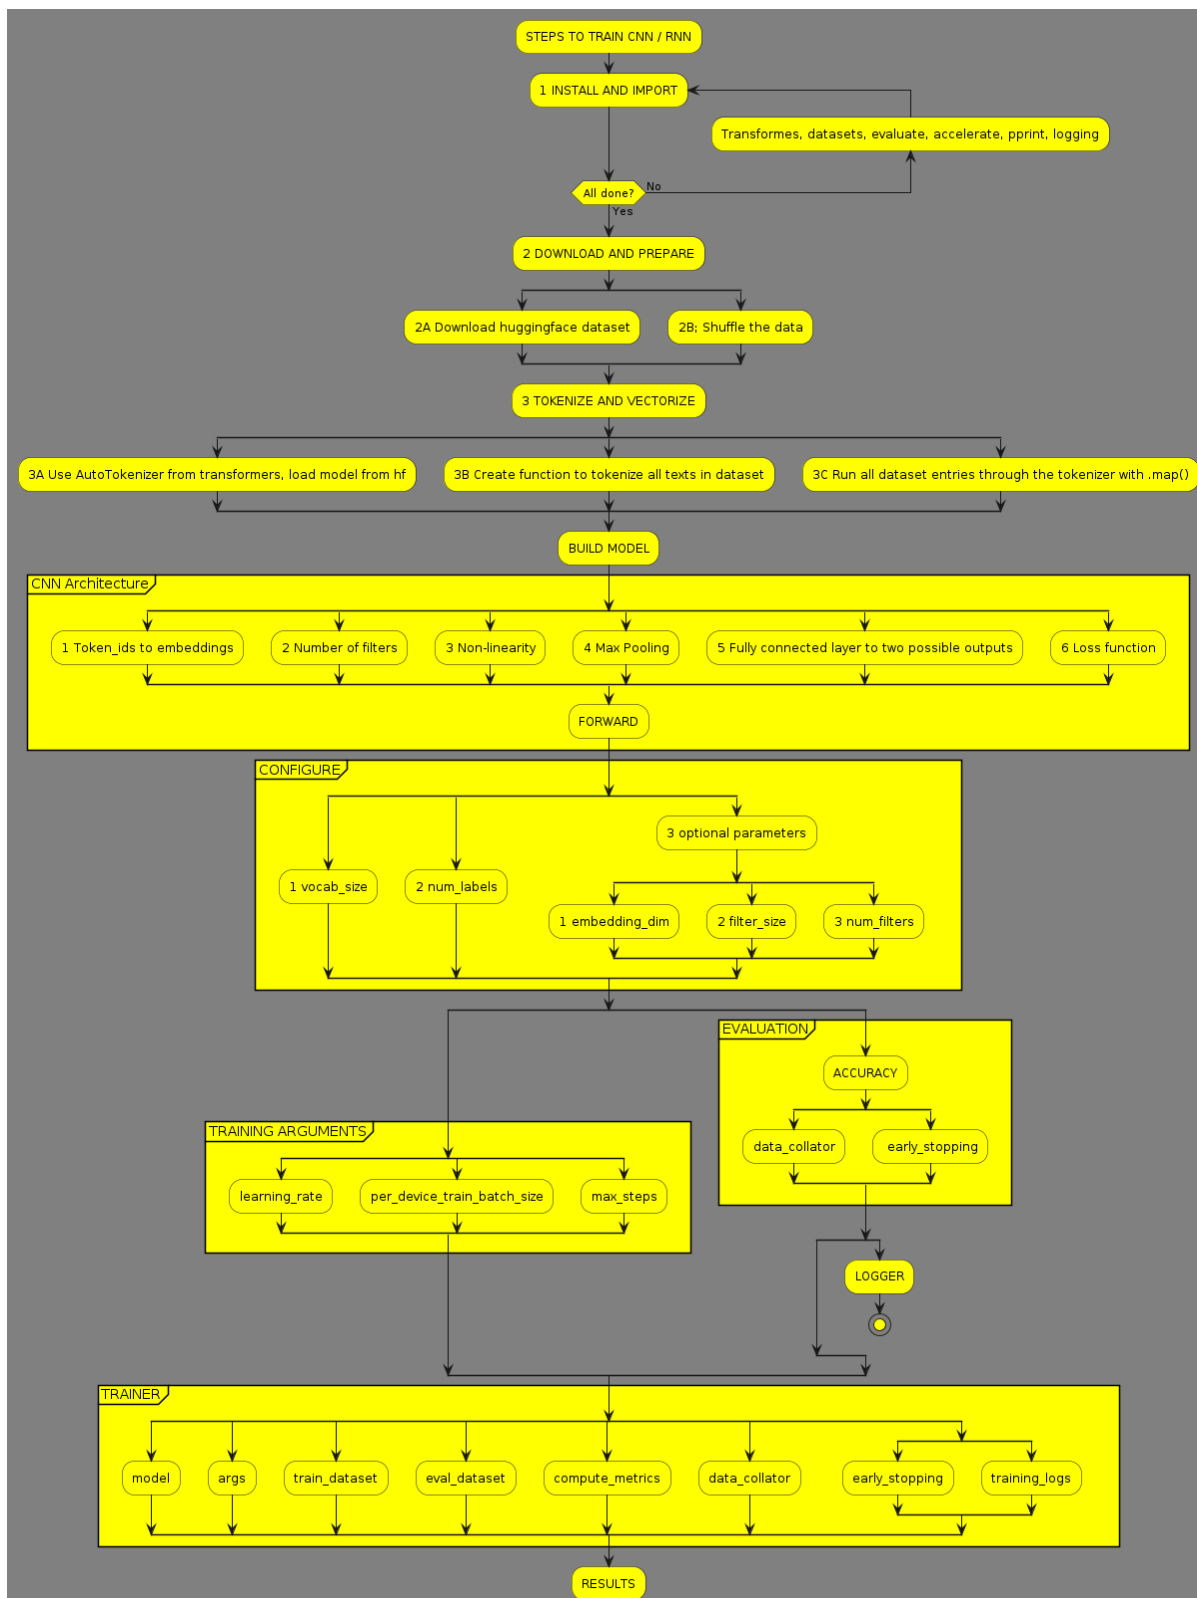 STEPS TO TRAIN CNN / RNN
1 INSTALL AND IMPORT
Transformes, datasets, evaluate, accelerate, pprint, logging
All done?
No
Yes
2 DOWNLOAD AND PREPARE
2A Download huggingface dataset
2B; Shuffle the data
3 TOKENIZE AND VECTORIZE
3A Use AutoTokenizer from transformers, load model from hf
3B Create function to tokenize all texts in dataset
3C Run all dataset entries through the tokenizer with .map()
BUILD MODEL
CNN Architecture
1 Token_ids to embeddings
2 Number of filters
3 Non-linearity
4 Max Pooling
5 Fully connected layer to two possible outputs
6 Loss function
FORWARD
CONFIGURE
3 optional parameters
1 vocab_size
2 num_labels
1 embedding_dim
2 filter_size
3 num_filters
EVALUATION
ACCURACY
data_collator
early_stopping
TRAINING ARGUMENTS
learning_rate
per_device_train_batch_size
max_steps
LOGGER
TRAINER
model
args
train_dataset
eval_dataset
compute_metrics
data_collator
early_stopping
training_logs
RESULTS